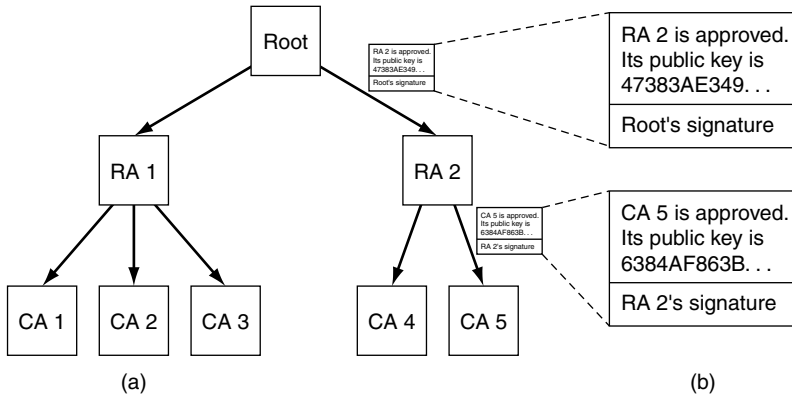 Root
RA 2 is approved.
Its public key is
47383AE349. . .
Root's signature
RA 2 is approved.
Its public key is
47383AE349. . .
Root's signature
RA 1
RA 2
CA 5 is approved.
Its public key is
6384AF863B. . .
RA 2's signature
CA 5 is approved.
Its public key is
6384AF863B. . .
RA 2's signature
CA 1
CA 2
CA 3
CA 4
CA 5
(a)
(b)